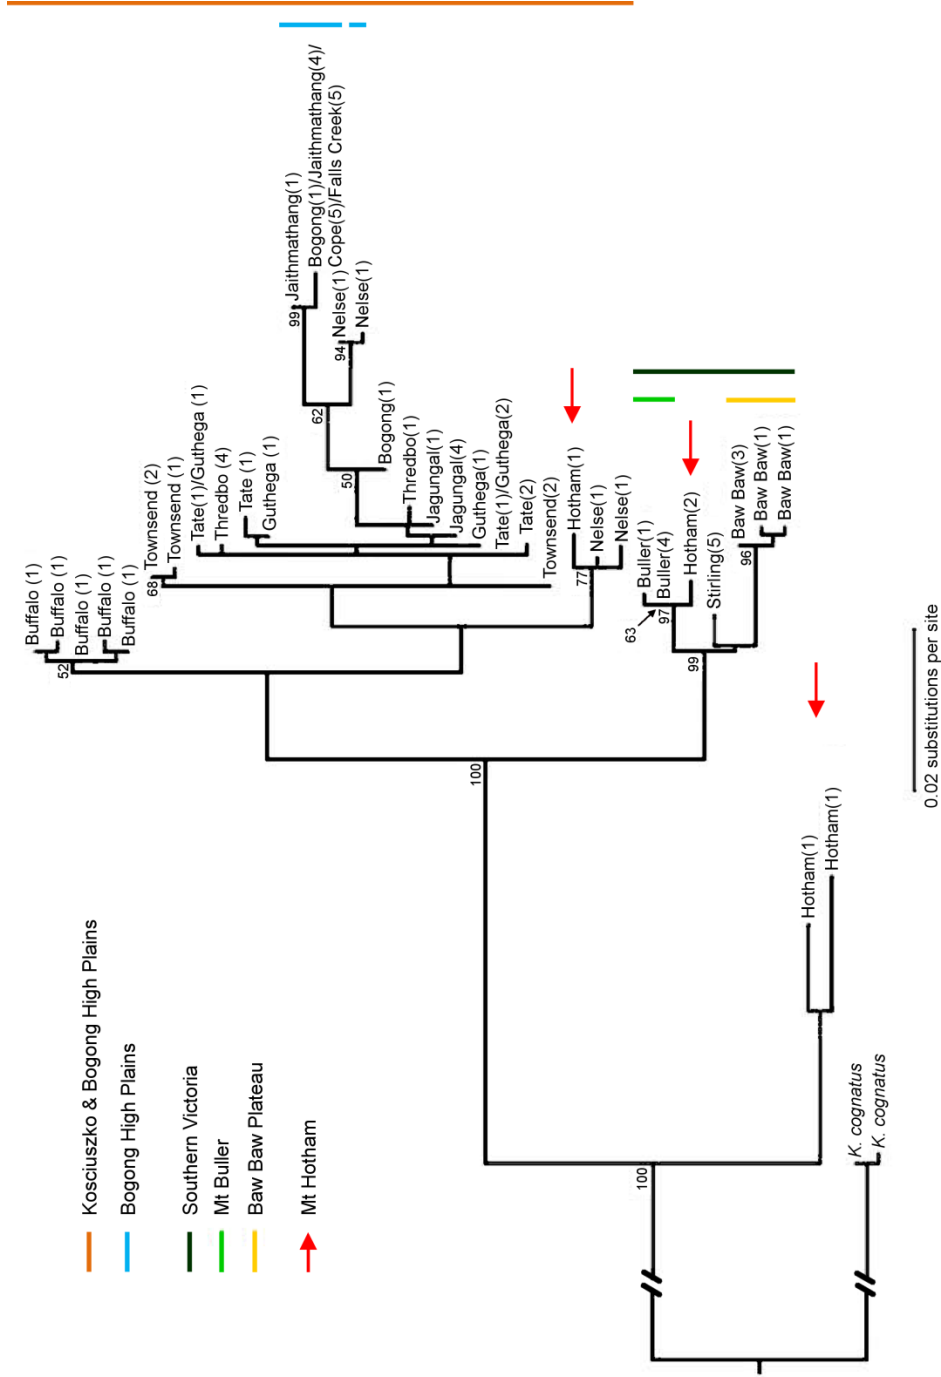 Kosciuszko & Bogong High Plains
Bogong High Plains
Southern Victoria
Mt Buller
Baw Baw Plateau
Mt Hotham
Buffalo (1)
Buffalo (1)
Buffalo (1)
Buffalo (1)
Buffalo (1)
52
Townsend (2)
Townsend (1)
68
Tate(1)/Guthega (1)
Thredbo (4)
Tate (1)
Guthega (1)
Jaithmathang(1)
99
Bogong(1)/Jaithmathang(4)/
Cope(5)/Falls Creek(5)
Nelse(1)
94
Nelse(1)
62
Bogong(1)
50
Thredbo(1)
Jagungal(1)
Jagungal(4)
Guthega(1)
Tate(1)/Guthega(2)
Tate(2)
Townsend(2)
Hotham(1)
77
Nelse(1)
Nelse(1)
Buller(1)
63
Buller(4)
97
Hotham(2)
Stirling(5)
99
Baw Baw(3)
96
Baw Baw(1)
Baw Baw(1)
100
Hotham(1)
Hotham(1)
100
K. cognatus
K. cognatus
0.02 substitutions per site